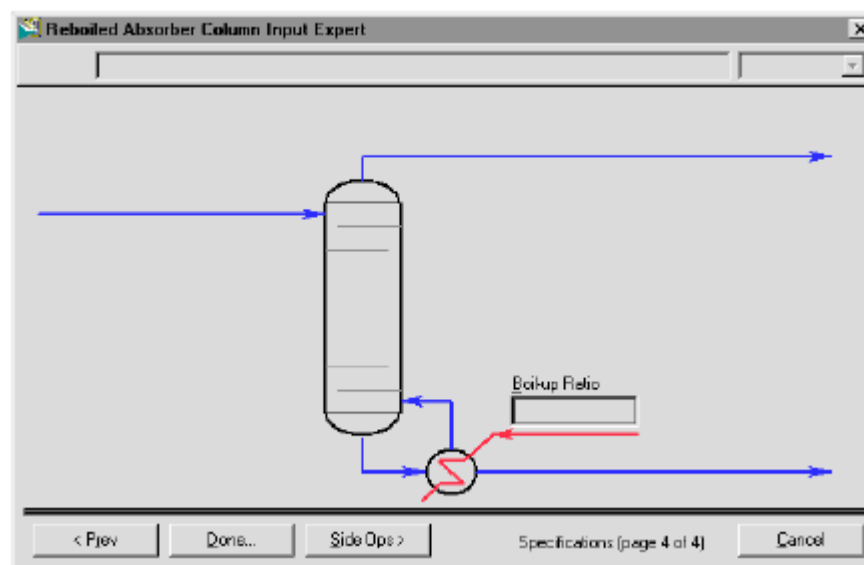 Reboiled Absorber Column Input Expert
Boil-up Ratio
< Prev
Done...
Side Ops >
Specifications (page 4 of 4)
Cancel